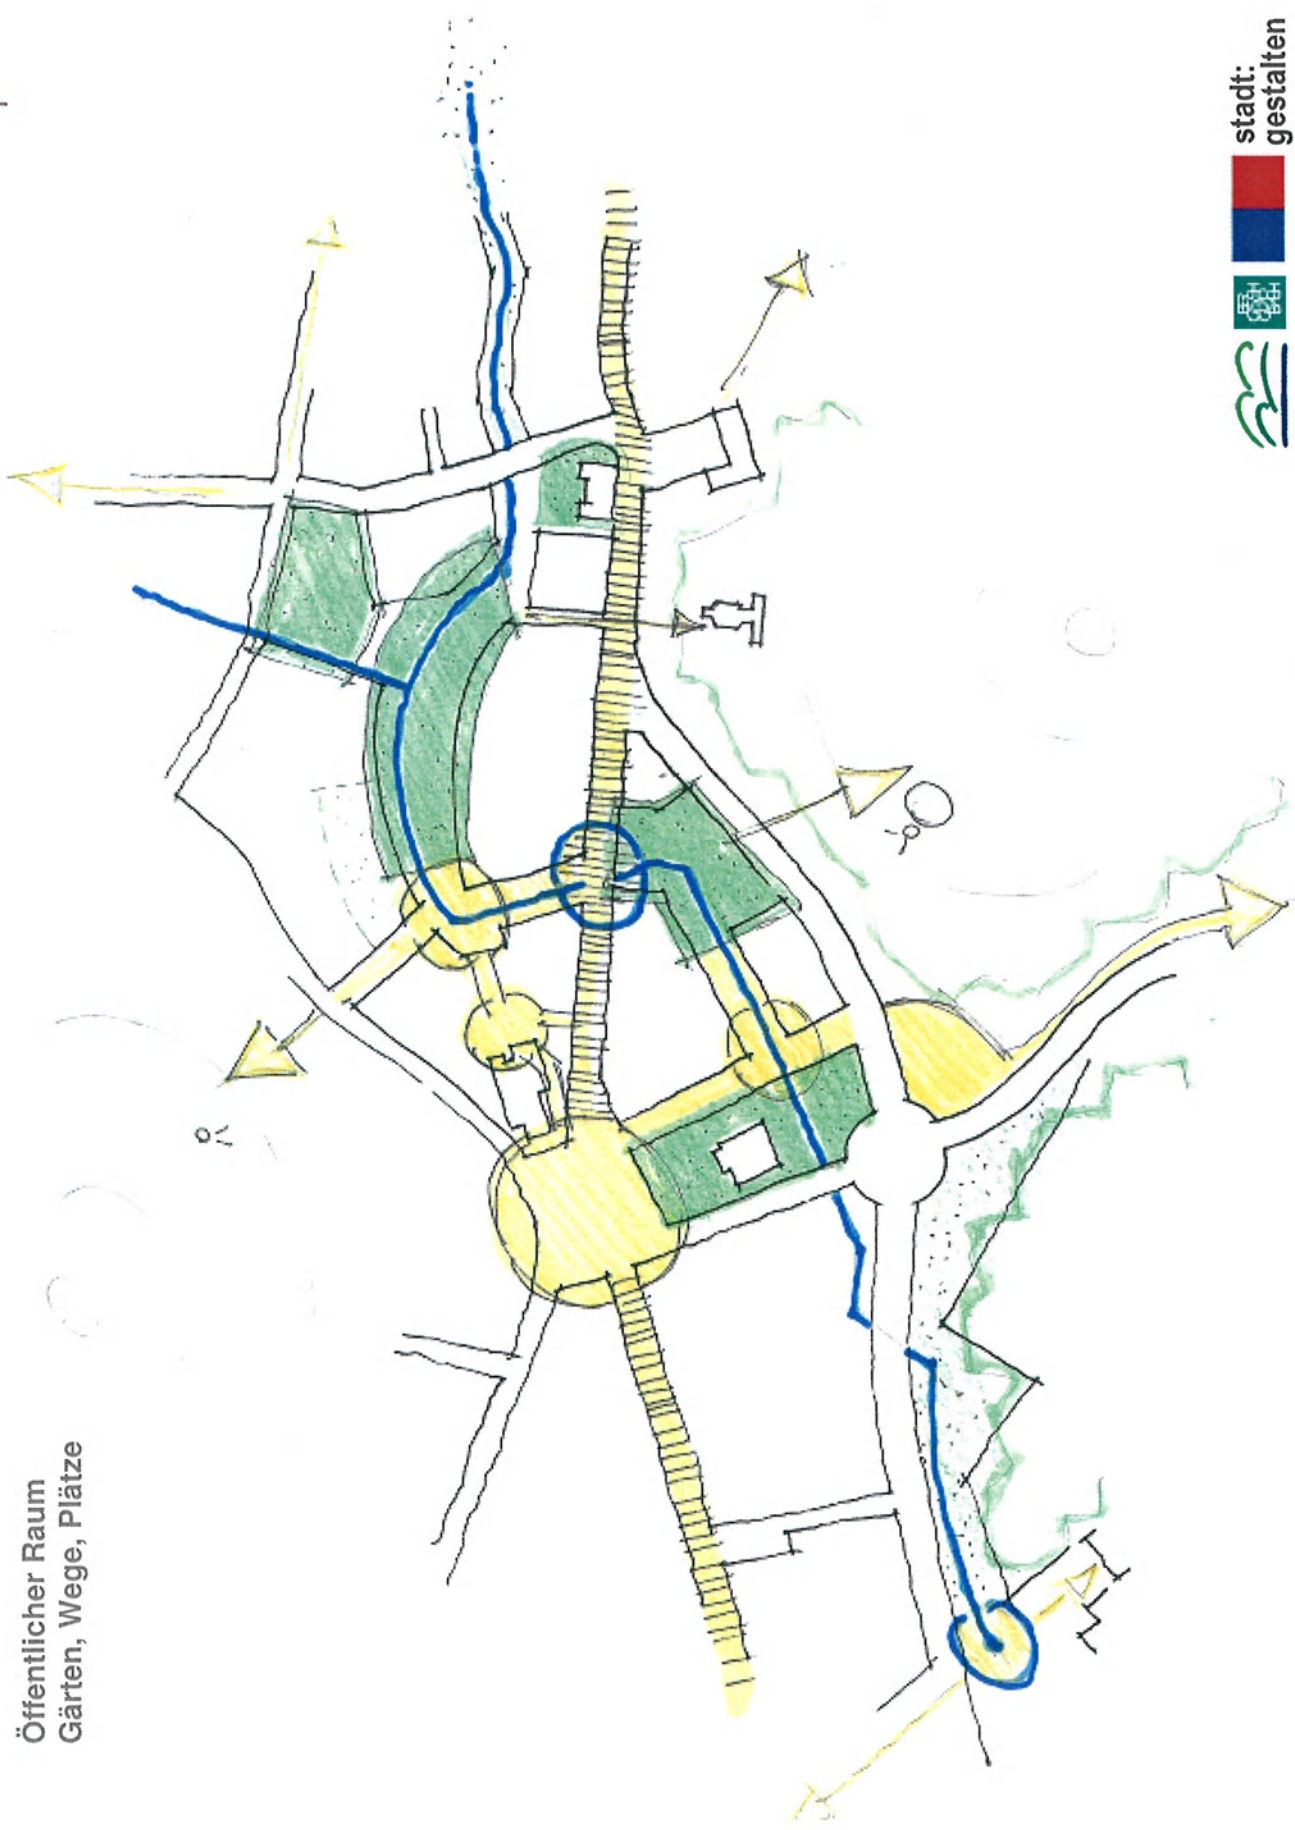 Öffentlicher Raum
Gärten, Wege, Plätze
stadt:
gestalten